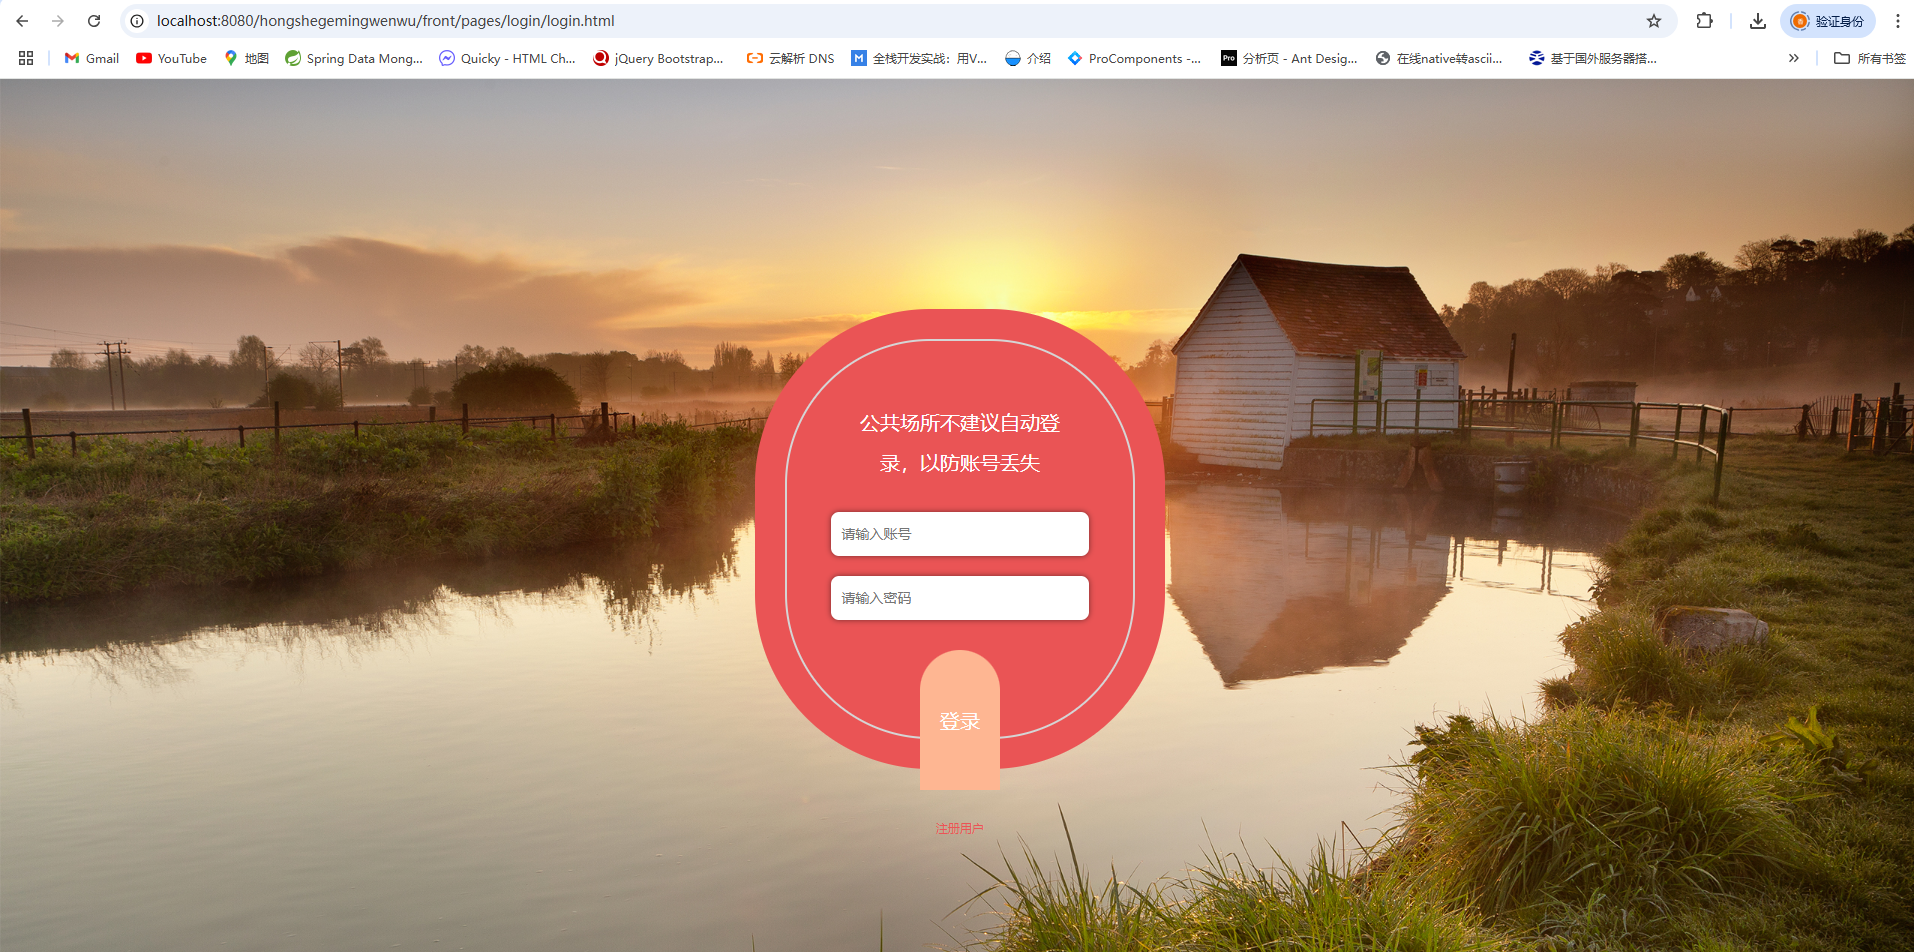 localhost:8080/hongshegemingwenwu/front/pages/login/login.html
验证身份
Gmail
YouTube
地图
Spring Data Mong...
Quicky - HTML Ch...
jQuery Bootstrap...
云解析 DNS
全栈开发实战：用V...
介绍
ProComponents -...
Pro
分析页 - Ant Desig...
在线native转ascii...
基于国外服务器搭...
所有书签
公共场所不建议自动登
录，以防账号丢失
请输入账号
请输入密码
登录
注册用户